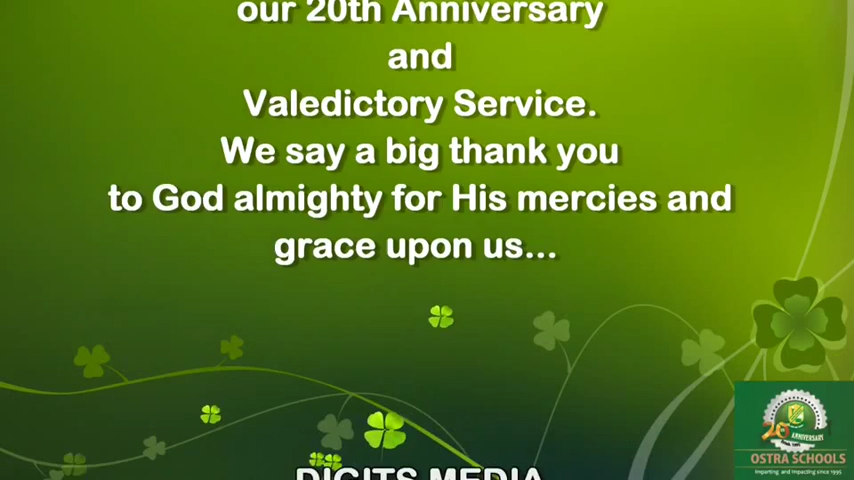 our 20th Anniversary
and
Valedictory Service.
We say a big thank you
to God almighty for His mercies and
grace upon us...
DIGITS MEDIA
20 ANNIVERSARY
OSTRA SCHOOLS
Imparting and Impacting since 1995